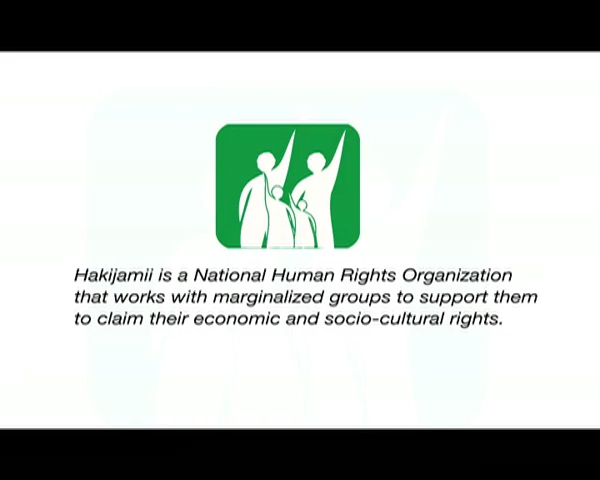 Hakijamii is a National Human Rights Organization
that works with marginalized groups to support them
to claim their economic and socio-cultural rights.